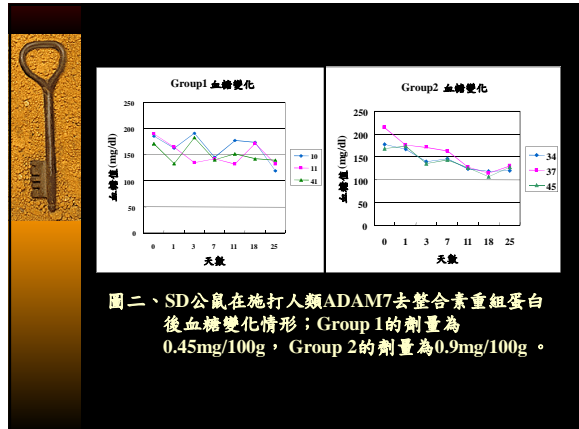 Group1 血糖變化
250
200
150
100
50
0
血糖值(mg/dl)
0 1 3 7 11 18 25
天數
10
11
41
Group2 血糖變化
250
200
150
100
50
0
血糖值(mg/dl)
0 1 3 7 11 18 25
天數
34
37
45
圖二、SD公鼠在施打人類ADAM7去整合素重組蛋白
後血糖變化情形；Group 1的劑量為
0.45mg/100g， Group 2的劑量為0.9mg/100g 。